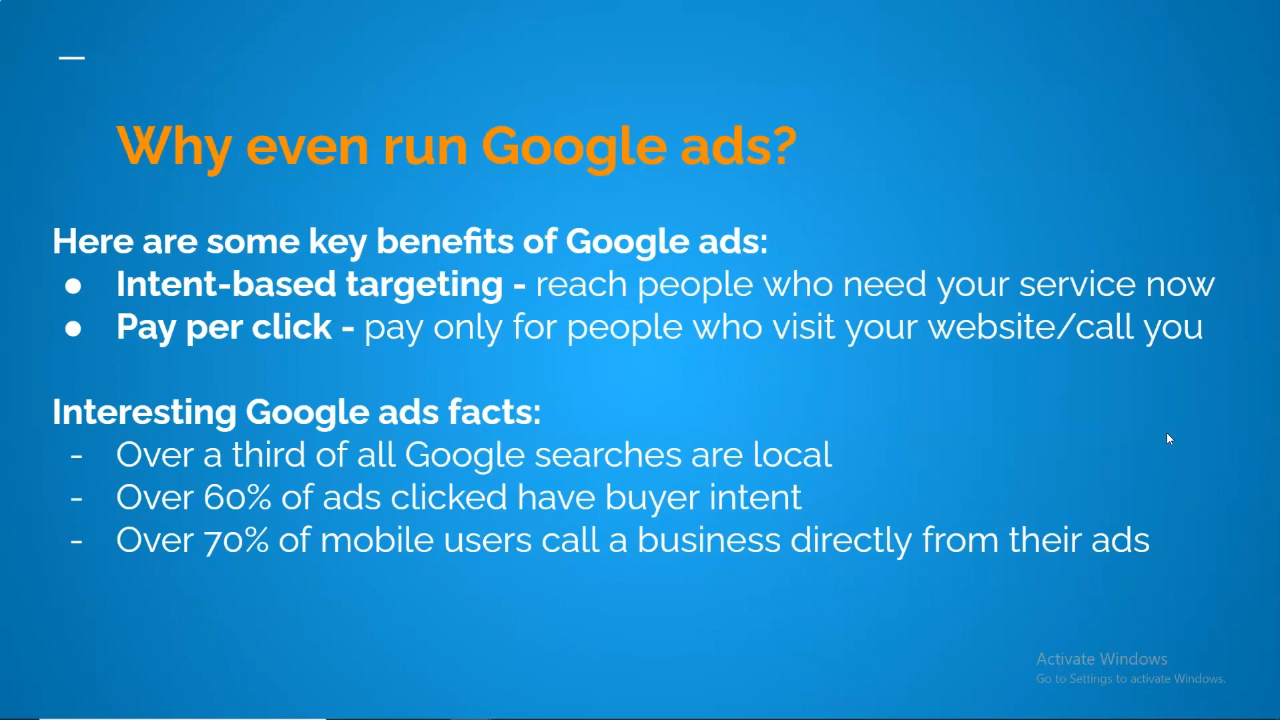 Why even run Google ads?
Here are some key benefits of Google ads:
● Intent-based targeting - reach people who need your service now
● Pay per click - pay only for people who visit your website/call you
Interesting Google ads facts:
- Over a third of all Google searches are local
- Over 60% of ads clicked have buyer intent
- Over 70% of mobile users call a business directly from their ads
Activate Windows
Go to Settings to activate Windows.